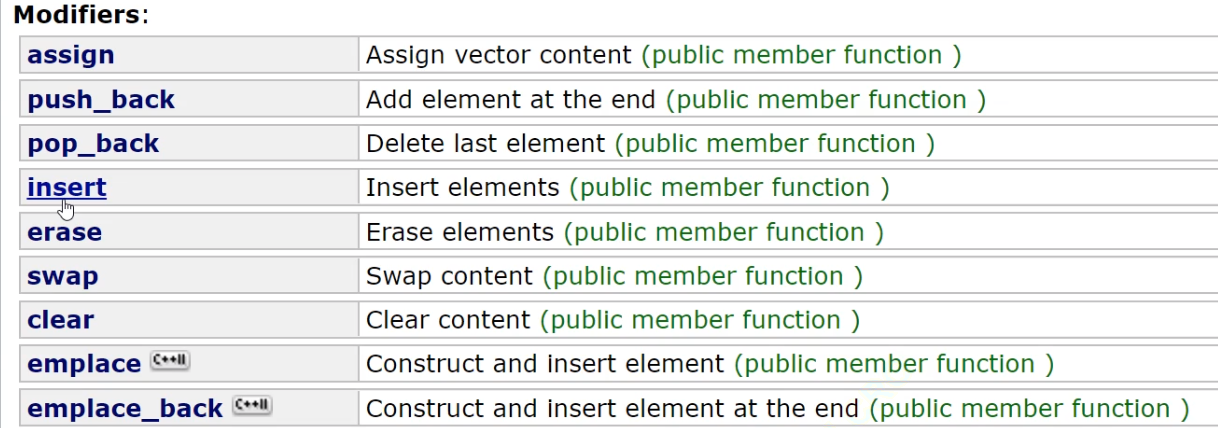 Modifiers:
assign Assign vector content (public member function )
push_back Add element at the end (public member function )
pop_back Delete last element (public member function )
insert Insert elements (public member function )
erase Erase elements (public member function )
swap Swap content (public member function )
clear Clear content (public member function )
emplace C++11 Construct and insert element (public member function )
emplace_back C++11 Construct and insert element at the end (public member function )